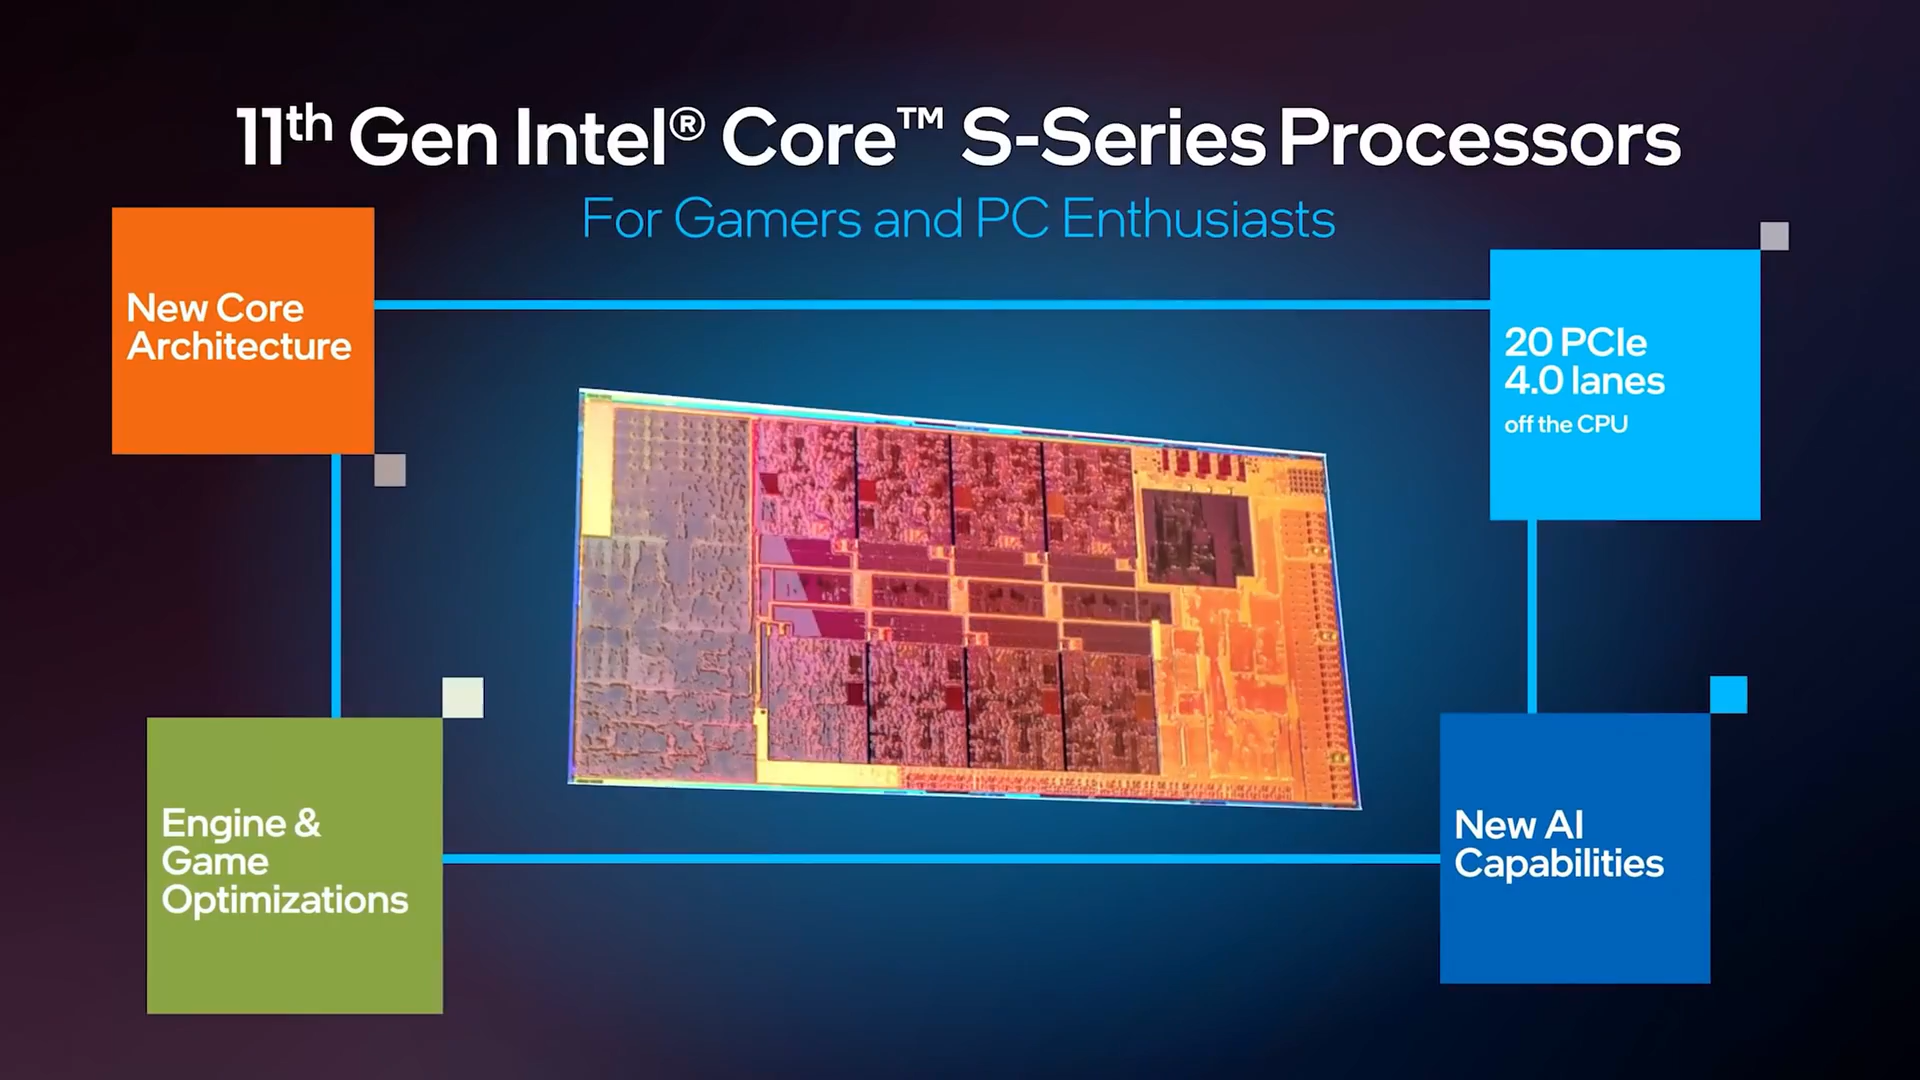 11th Gen Intel® Core™ S-Series Processors
For Gamers and PC Enthusiasts
New Core
Architecture
20 PCIe
4.0 lanes
off the CPU
Engine &
Game
Optimizations
New AI
Capabilities